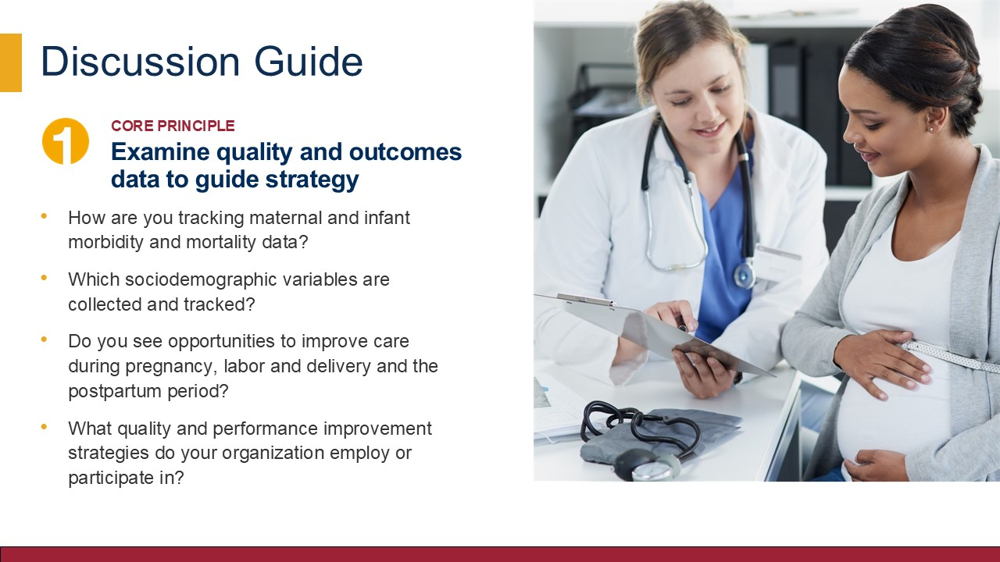 Discussion Guide
1
CORE PRINCIPLE
Examine quality and outcomes
data to guide strategy
• How are you tracking maternal and infant
morbidity and mortality data?
• Which sociodemographic variables are
collected and tracked?
• Do you see opportunities to improve care
during pregnancy, labor and delivery and the
postpartum period?
• What quality and performance improvement
strategies do your organization employ or
participate in?